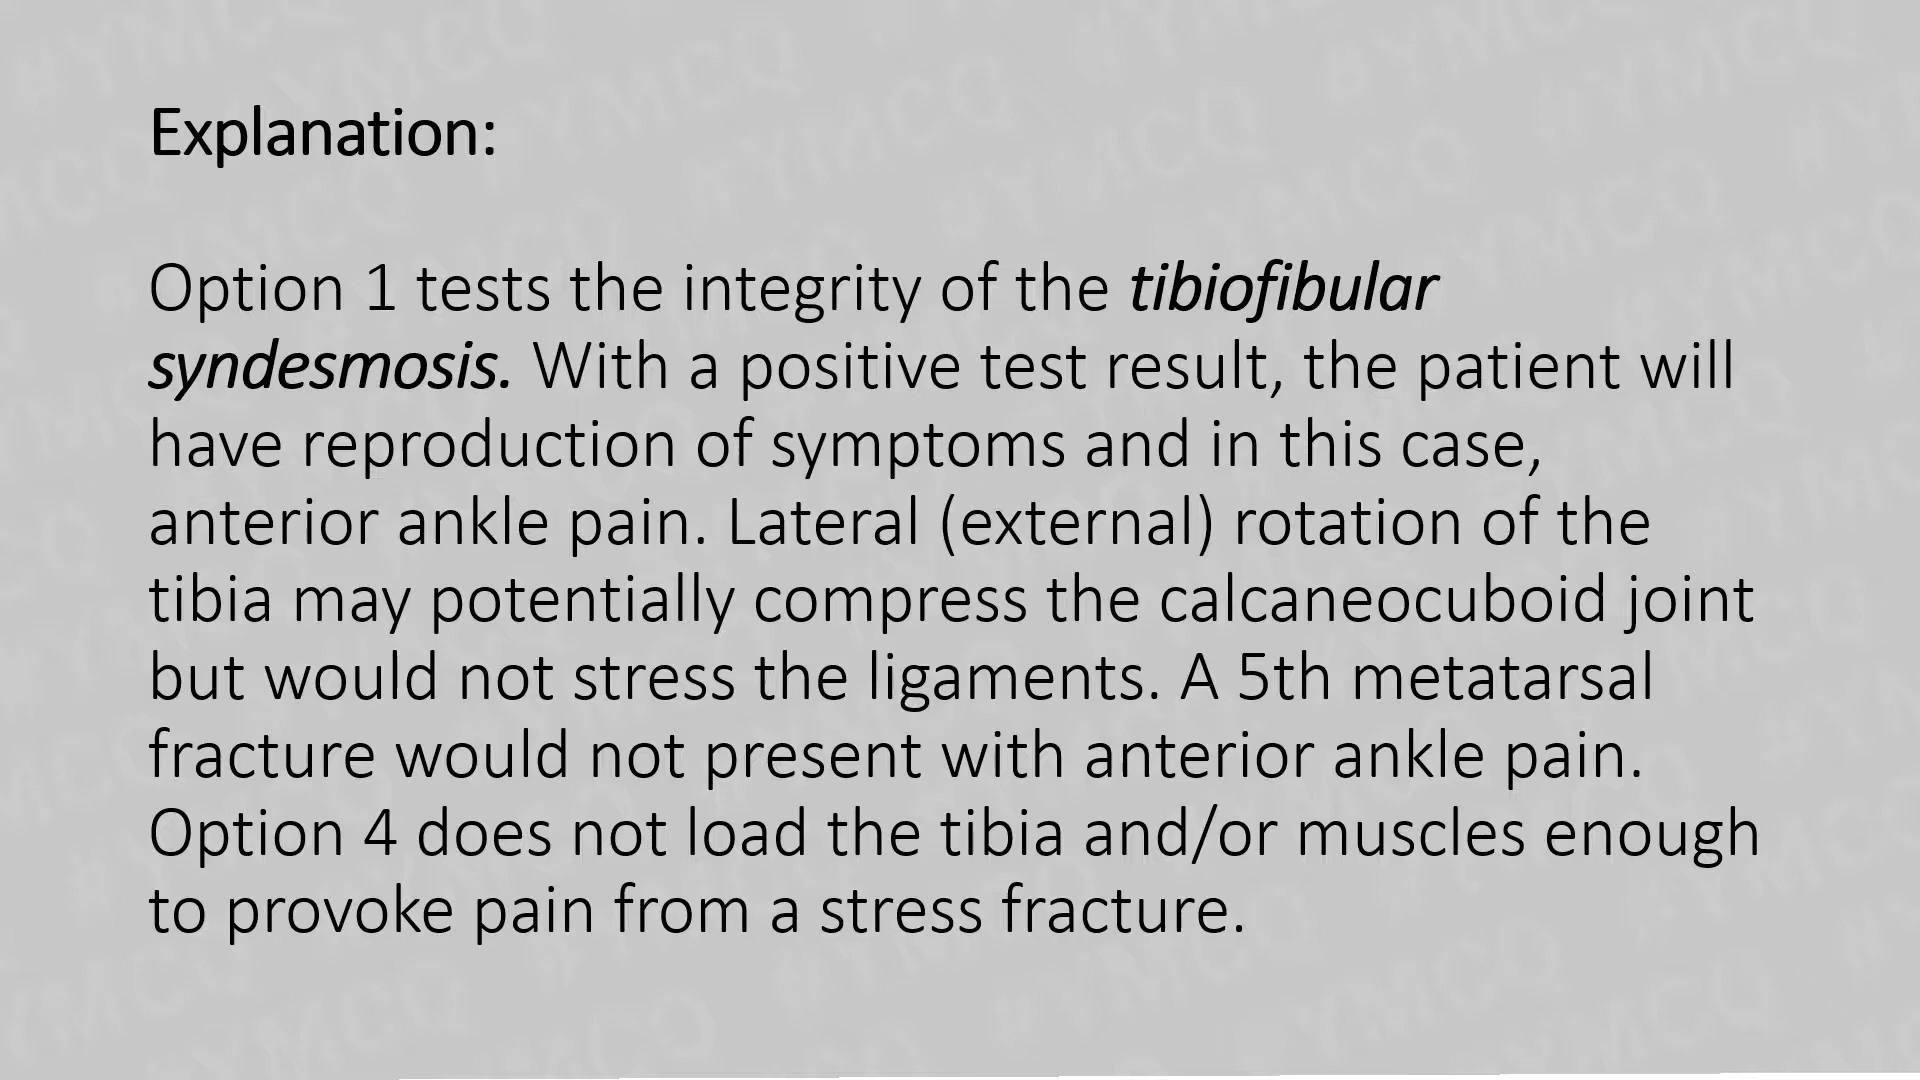 Explanation:
Option 1 tests the integrity of the tibiofibular
syndesmosis. With a positive test result, the patient will
have reproduction of symptoms and in this case,
anterior ankle pain. Lateral (external) rotation of the
tibia may potentially compress the calcaneocuboid joint
but would not stress the ligaments. A 5th metatarsal
fracture would not present with anterior ankle pain.
Option 4 does not load the tibia and/or muscles enough
to provoke pain from a stress fracture.